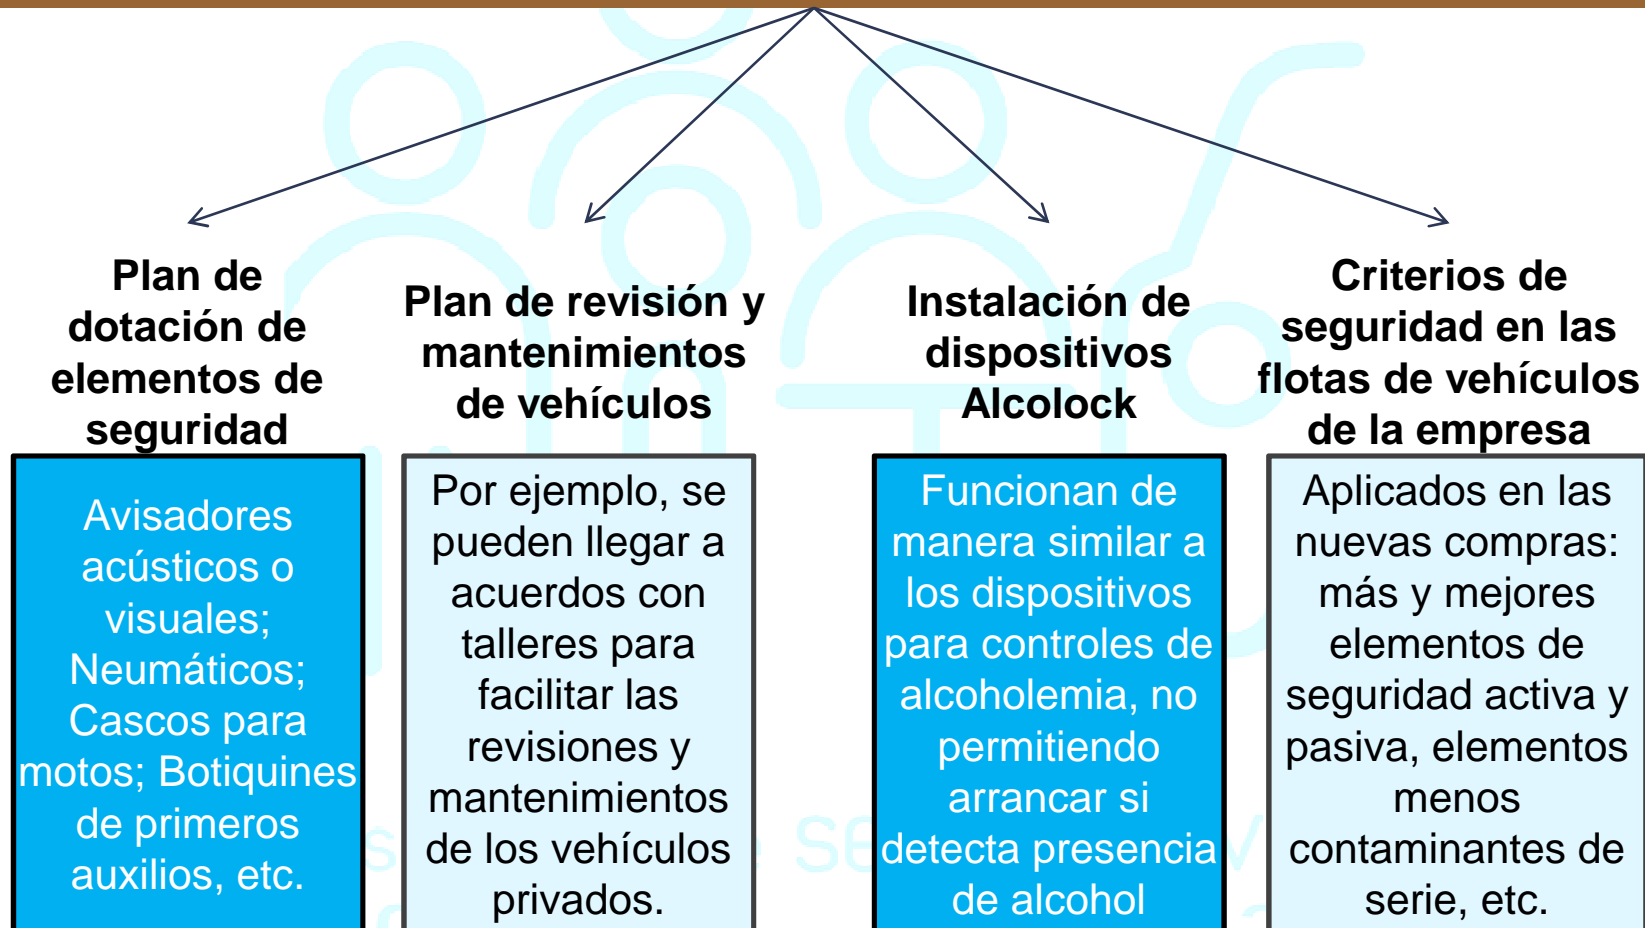 Plan de
dotación de
elementos de
seguridad
Avisadores
acústicos o
visuales;
Neumáticos;
Cascos para
motos; Botiquines
de primeros
auxilios, etc.
Plan de revisión y
mantenimientos
de vehículos
Por ejemplo, se
pueden llegar a
acuerdos con
talleres para
facilitar las
revisiones y
mantenimientos
de los vehículos
privados.
Instalación de
dispositivos
Alcolock
Funcionan de
manera similar a
los dispositivos
para controles de
alcoholemia, no
permitiendo
arrancar si
detecta presencia
de alcohol
Criterios de
seguridad en las
flotas de vehículos
de la empresa
Aplicados en las
nuevas compras:
más y mejores
elementos de
seguridad activa y
pasiva, elementos
menos
contaminantes de
serie, etc.